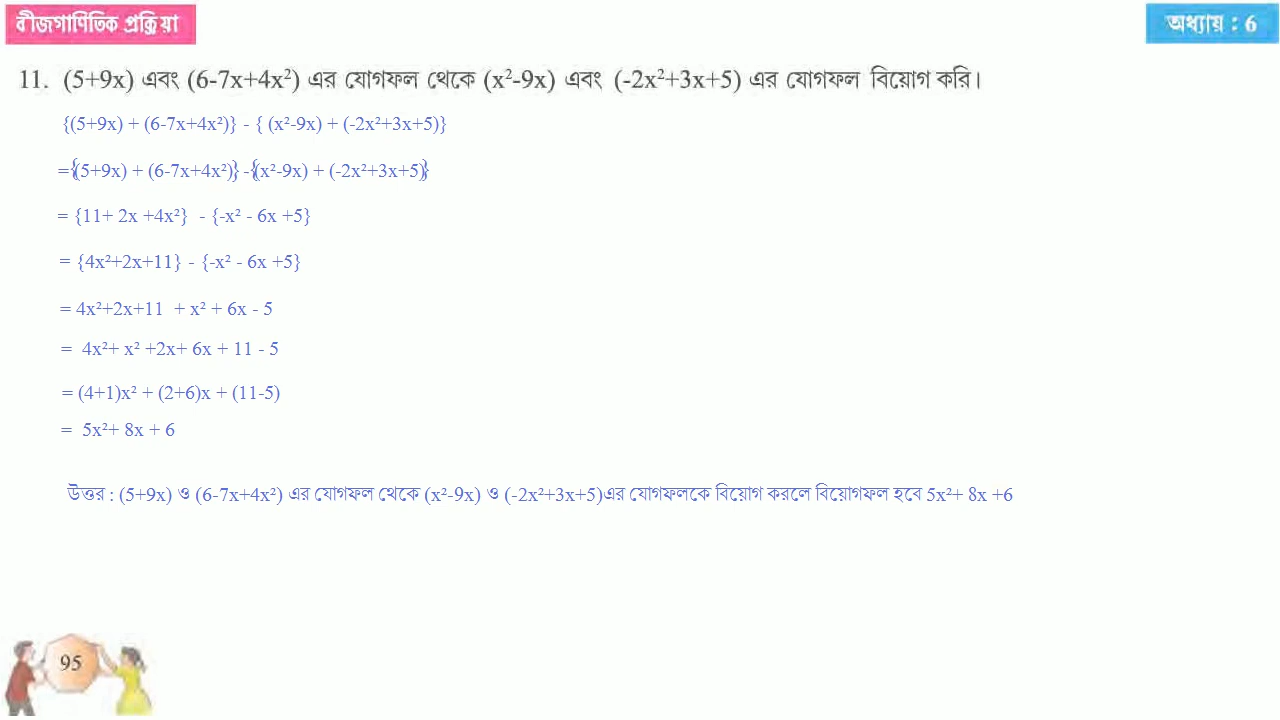 বীজগাণিতিক প্রক্রিয়া
অধ্যায় : 6
11. (5+9x) এবং (6-7x+4x²) এর যোগফল থেকে (x²-9x) এবং (-2x²+3x+5) এর যোগফল বিয়োগ করি।
{(5+9x) + (6-7x+4x²)} - { (x²-9x) + (-2x²+3x+5)}
={(5+9x) + (6-7x+4x²)} -{(x²-9x) + (-2x²+3x+5)}
= {11+ 2x +4x²} - {-x² - 6x +5}
= {4x²+2x+11} - {-x² - 6x +5}
= 4x²+2x+11 + x² + 6x - 5
= 4x²+ x² +2x+ 6x + 11 - 5
= (4+1)x² + (2+6)x + (11-5)
= 5x²+ 8x + 6
উত্তর : (5+9x) ও (6-7x+4x²) এর যোগফল থেকে (x²-9x) ও (-2x²+3x+5)এর যোগফলকে বিয়োগ করলে বিয়োগফল হবে 5x²+ 8x +6
95